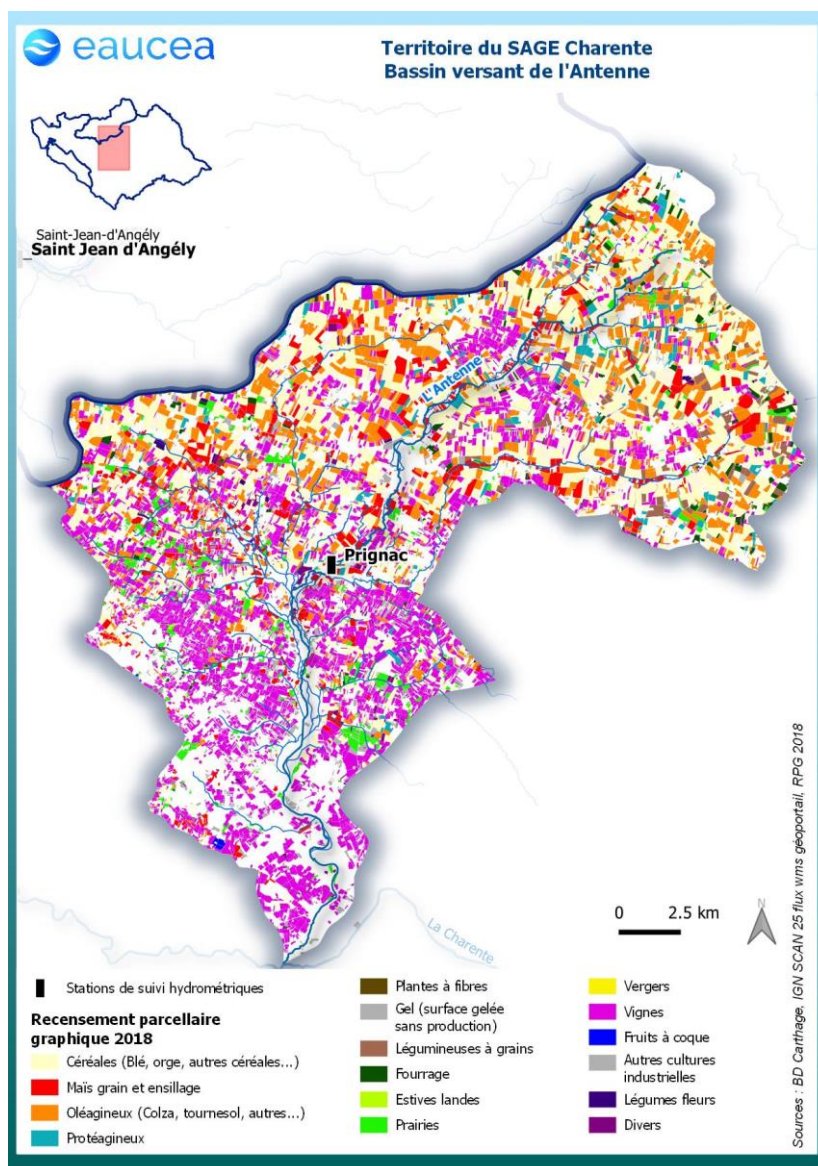 eaucea
Territoire du SAGE Charente
Bassin versant de l'Antenne
Saint-Jean-d'Angély
Saint Jean d'Angély
L'Antenne
Prignac
0 2.5 km
N
La Charente
Stations de suivi hydrométriques
Recensement parcellaire
graphique 2018
Céréales (Blé, orge, autres céréales...)
Maïs grain et ensillage
Oléagineux (Colza, tournesol, autres...)
Protéagineux
Plantes à fibres
Gel (surface gelée
sans production)
Légumineuses à grains
Fourrage
Estives landes
Prairies
Vergers
Vignes
Fruits à coque
Autres cultures
industrielles
Légumes fleurs
Divers
Sources : BD Carthage, IGN SCAN 25 flux wms géoportail, RPG 2018